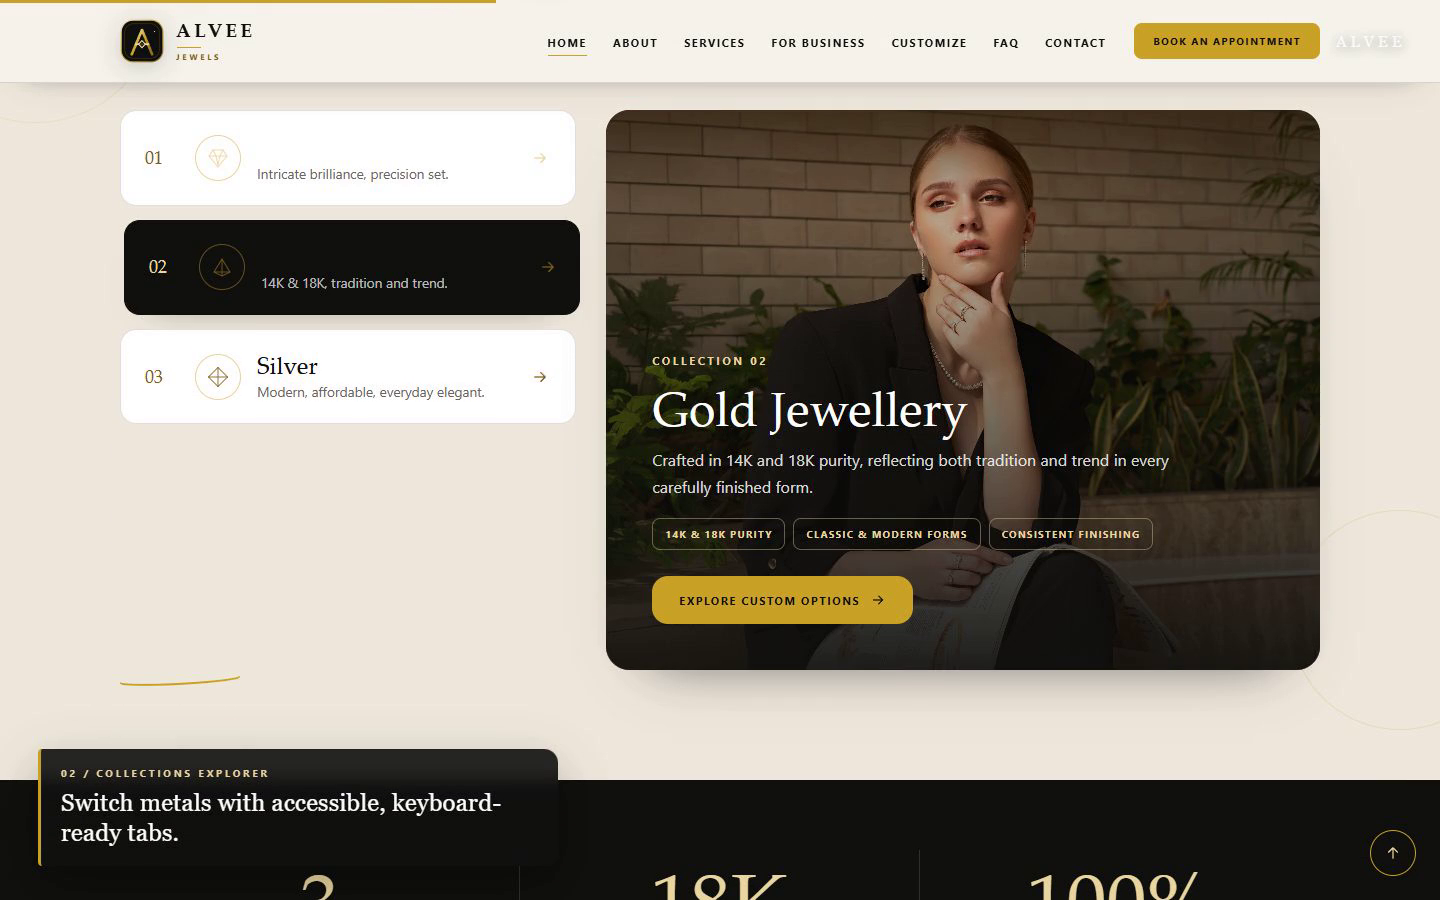 ALVEE
JEWELS
HOME ABOUT SERVICES FOR BUSINESS CUSTOMIZE FAQ CONTACT BOOK AN APPOINTMENT ALVEE
01
Intricate brilliance, precision set.
02
14K & 18K, tradition and trend.
03
Silver
Modern, affordable, everyday elegant.
COLLECTION 02
Gold Jewellery
Crafted in 14K and 18K purity, reflecting both tradition and trend in every
carefully finished form.
14K & 18K PURITY CLASSIC & MODERN FORMS CONSISTENT FINISHING
EXPLORE CUSTOM OPTIONS
02 / COLLECTIONS EXPLORER
Switch metals with accessible, keyboard-
ready tabs.
18K 100%